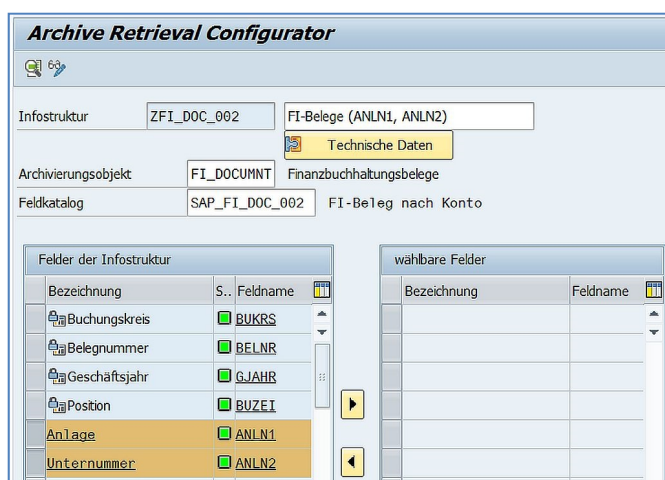 Archive Retrieval Configurator
Infostruktur ZFI_DOC_002 FI-Belege (ANLN1, ANLN2)
Technische Daten
Archivierungsobjekt FI_DOCUMNT Finanzbuchhaltungsbelege
Feldkatalog SAP_FI_DOC_002 FI-Beleg nach Konto
Felder der Infostruktur
Bezeichnung S.. Feldname
Buchungskreis BUKRS
Belegnummer BELNR
Geschäftsjahr GJAHR
Position BUZEI
Anlage ANLN1
Unternummer ANLN2
wählbare Felder
Bezeichnung Feldname